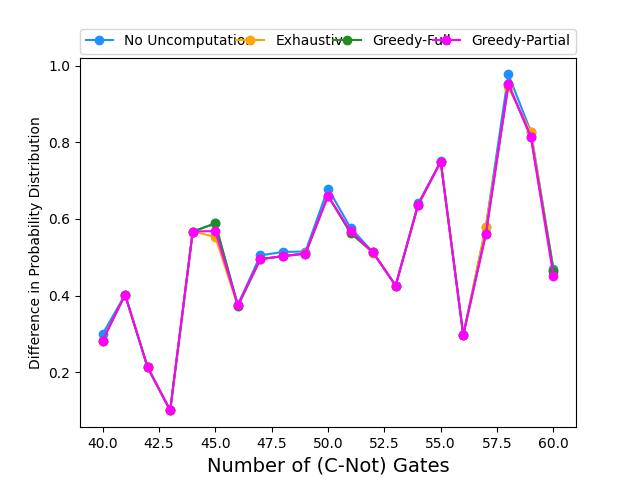 No Uncomputation Exhaustive Greedy-Full Greedy-Partial
1.0
0.8
0.6
0.4
0.2
Difference in Probability Distribution
40.0 42.5 45.0 47.5 50.0 52.5 55.0 57.5 60.0
Number of (C-Not) Gates